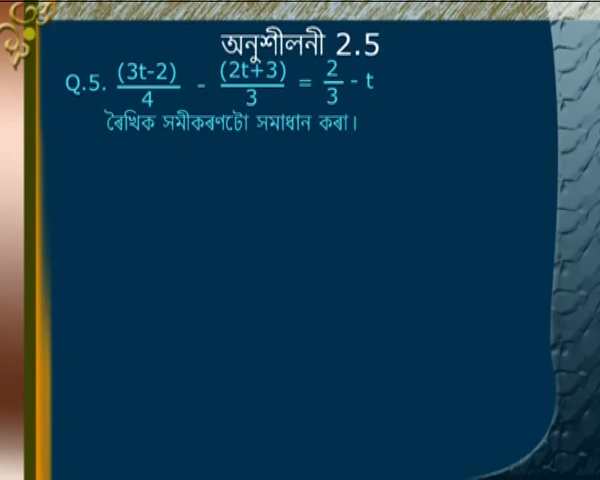 অনুশীলনী 2.5
Q.5. (3t-2)/4 - (2t+3)/3 = 2/3 - t
ৰৈখিক সমীকৰণটো সমাধান কৰা।